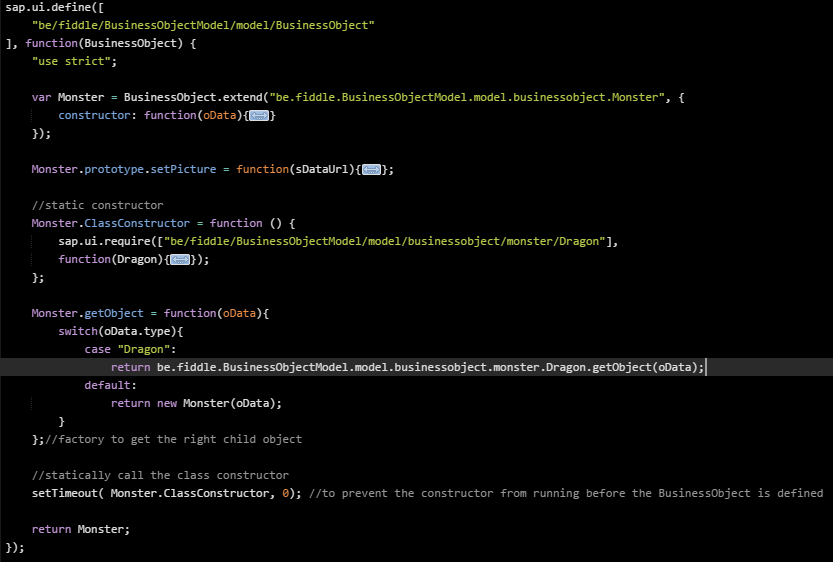 sap.ui.define([
    "be/fiddle/BusinessObjectModel/model/BusinessObject"
], function(BusinessObject) {
    "use strict";

    var Monster = BusinessObject.extend("be.fiddle.BusinessObjectModel.model.businessobject.Monster", {
        constructor: function(oData){}
    });

    Monster.prototype.setPicture = function(sDataUrl){};

    //static constructor
    Monster.ClassConstructor = function () {
        sap.ui.require(["be/fiddle/BusinessObjectModel/model/businessobject/monster/Dragon"],
        function(Dragon){});
    };

    Monster.getObject = function(oData){
        switch(oData.type){
            case "Dragon":
                return be.fiddle.BusinessObjectModel.model.businessobject.monster.Dragon.getObject(oData);
            default:
                return new Monster(oData);
        }
    };//factory to get the right child object

    //statically call the class constructor
    setTimeout( Monster.ClassConstructor, 0); //to prevent the constructor from running before the BusinessObject is defined

    return Monster;
});